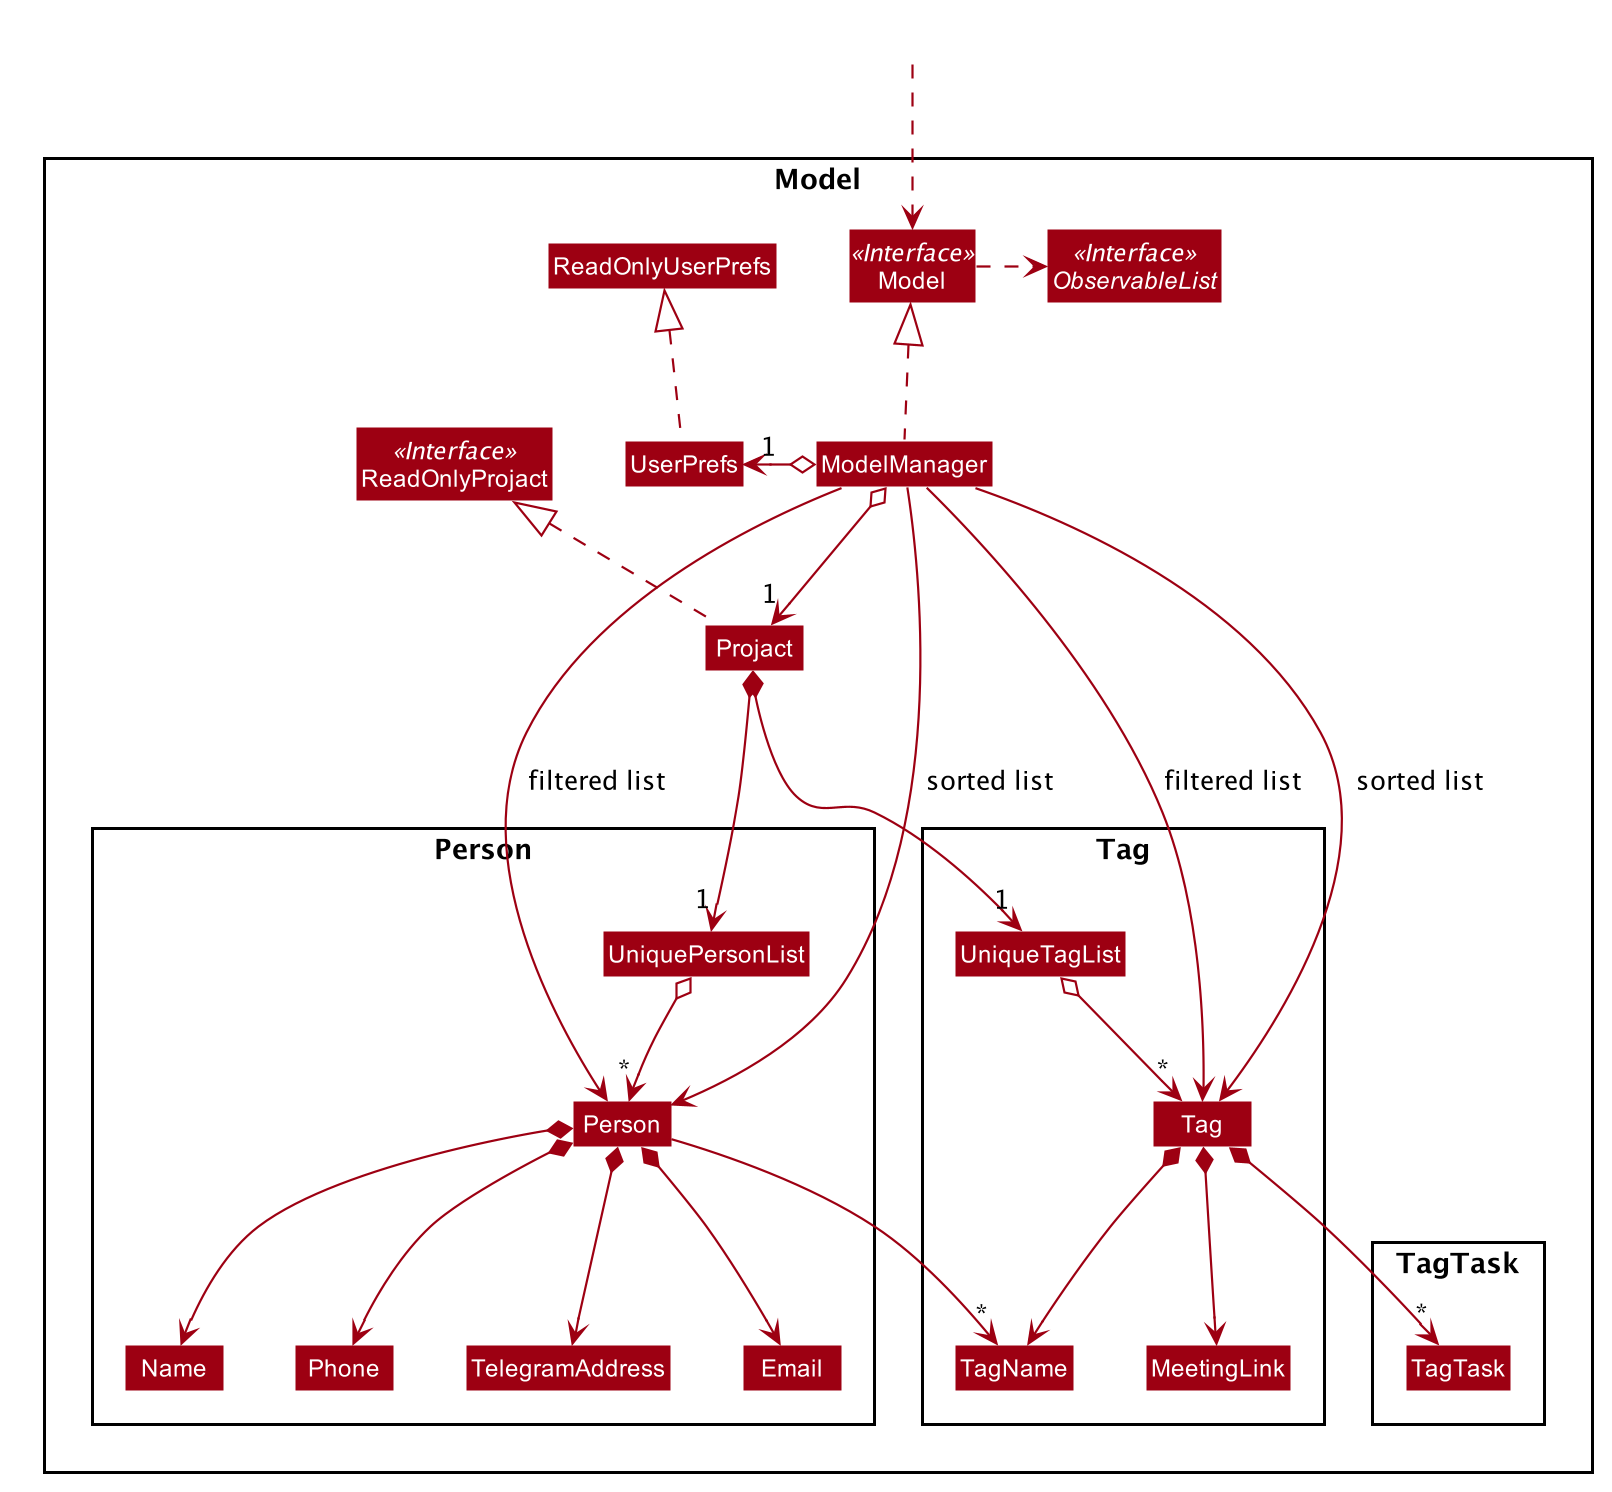 Model
ReadOnlyUserPrefs
«Interface»
Model
«Interface»
ObservableList
«Interface»
ReadOnlyProjact
UserPrefs
1
ModelManager
1
Projact
filtered list
sorted list
filtered list
sorted list
Person
Tag
1
1
UniquePersonList
UniqueTagList
*
*
Person
Tag
TagTask
*
*
Name
Phone
TelegramAddress
Email
TagName
MeetingLink
TagTask